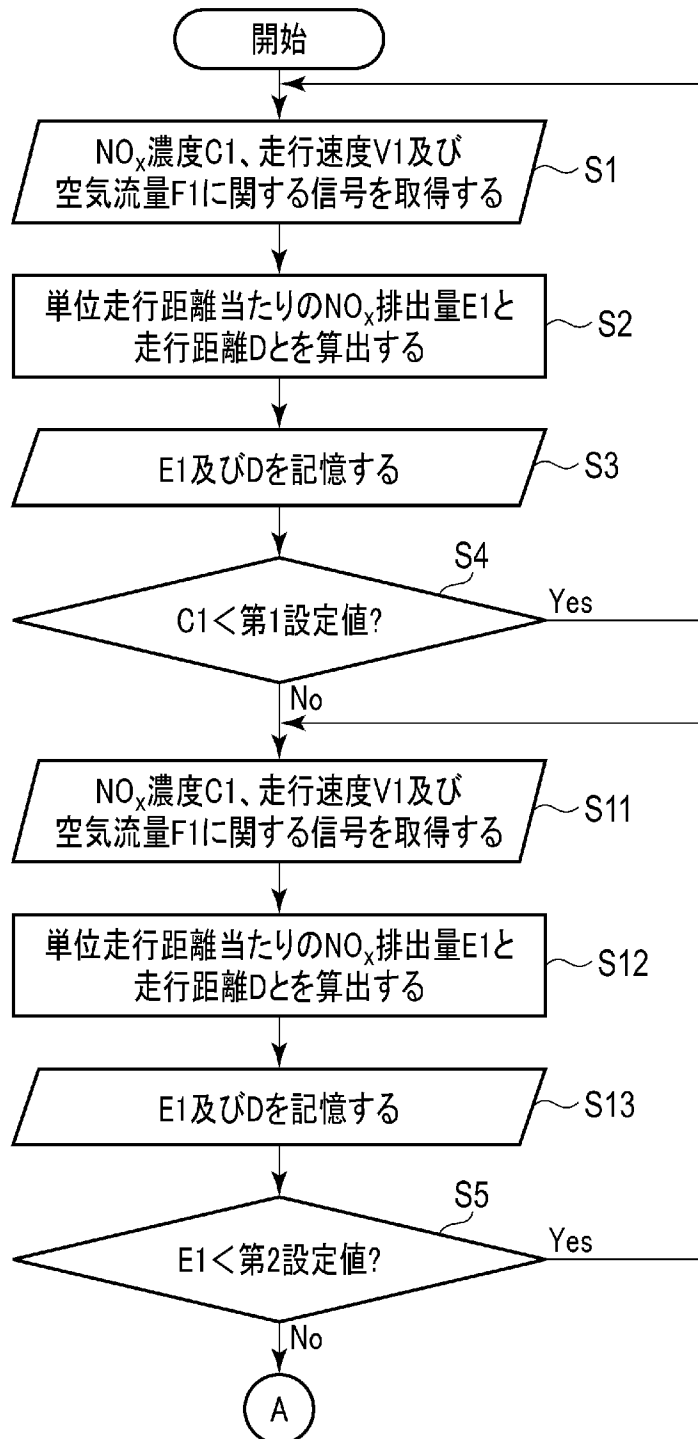 開始
NOx濃度C1、走行速度V1及び
空気流量F1に関する信号を取得する
S1
単位走行距離当たりのNOx排出量E1と
走行距離Dとを算出する
S2
E1及びDを記憶する
S3
S4
C1＜第1設定値?
Yes
No
NOx濃度C1、走行速度V1及び
空気流量F1に関する信号を取得する
S11
単位走行距離当たりのNOx排出量E1と
走行距離Dとを算出する
S12
E1及びDを記憶する
S13
S5
E1＜第2設定値?
Yes
No
A